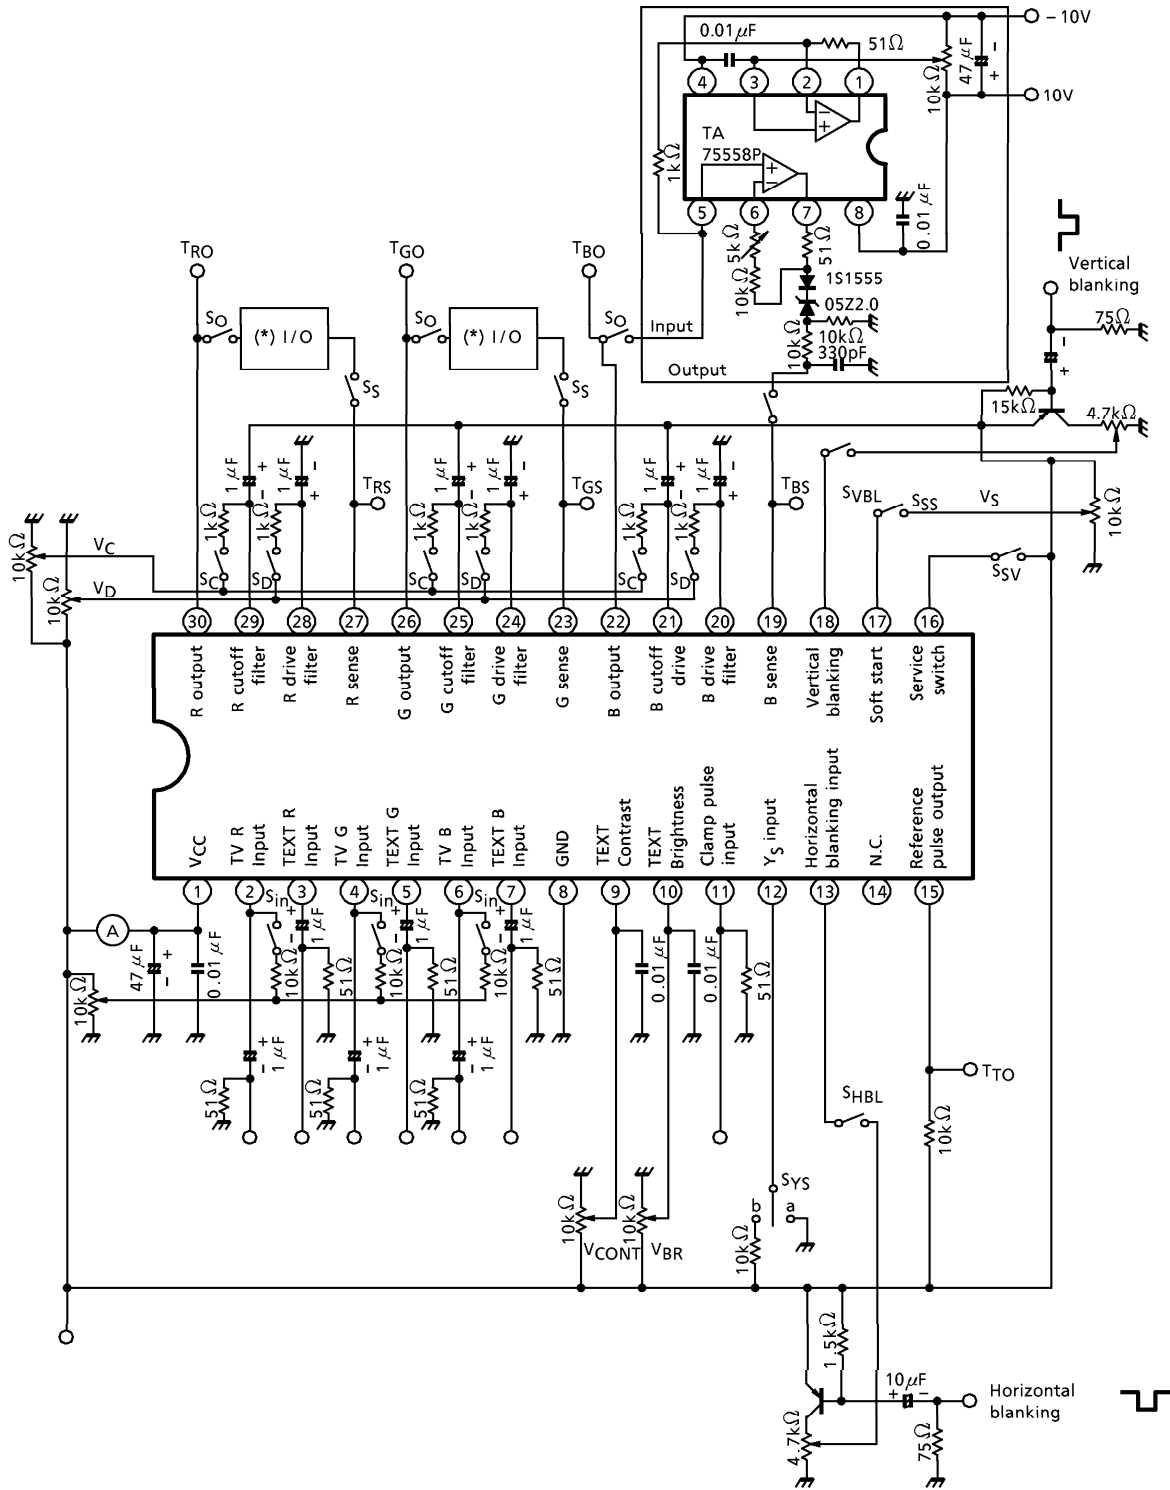 0.01μF
51Ω
-10V
47μF
-
+
10kΩ
10V
4
3
2
1
TA
75558P
1kΩ
5
6
7
8
0.01μF
5kΩ
10kΩ
51Ω
1S1555
05Z2.0
10kΩ
10kΩ
330pF
Input
Output
Vertical
blanking
75Ω
-
+
15kΩ
4.7kΩ
TRO
TGO
TBO
SO
(*) I/O
SO
(*) I/O
SO
SS
SS
1μF
+
-
1μF
-
+
1μF
+
-
1μF
-
+
1μF
+
-
1μF
-
+
1kΩ
1kΩ
1kΩ
1kΩ
1kΩ
1kΩ
TRS
TGS
TBS
SC
SD
SC
SD
SC
SD
SVBL
SSS
VS
10kΩ
SSV
10kΩ
VC
10kΩ
VD
30
29
28
27
26
25
24
23
22
21
20
19
18
17
16
R output
R cutoff
filter
R drive
filter
R sense
G output
G cutoff
filter
G drive
filter
G sense
B output
B cutoff
drive
B drive
filter
B sense
Vertical
blanking
Soft start
Service
switch
VCC
TV R
Input
TEXT R
Input
TV G
Input
TEXT G
Input
TV B
Input
TEXT B
Input
GND
TEXT
Contrast
TEXT
Brightness
Clamp pulse
input
YS input
Horizontal
blanking input
N.C.
Reference
pulse output
1
2
3
4
5
6
7
8
9
10
11
12
13
14
15
A
47μF
+
-
0.01μF
10kΩ
Sin
+
-
1μF
10kΩ
51Ω
Sin
+
-
1μF
10kΩ
51Ω
Sin
+
-
1μF
10kΩ
51Ω
0.01μF
0.01μF
51Ω
+
-
1μF
51Ω
+
-
1μF
51Ω
+
-
1μF
51Ω
TTO
10kΩ
SHBL
SYS
b
a
10kΩ
10kΩ
VCONT
10kΩ
VBR
1.5kΩ
10μF
+
-
4.7kΩ
75Ω
Horizontal
blanking